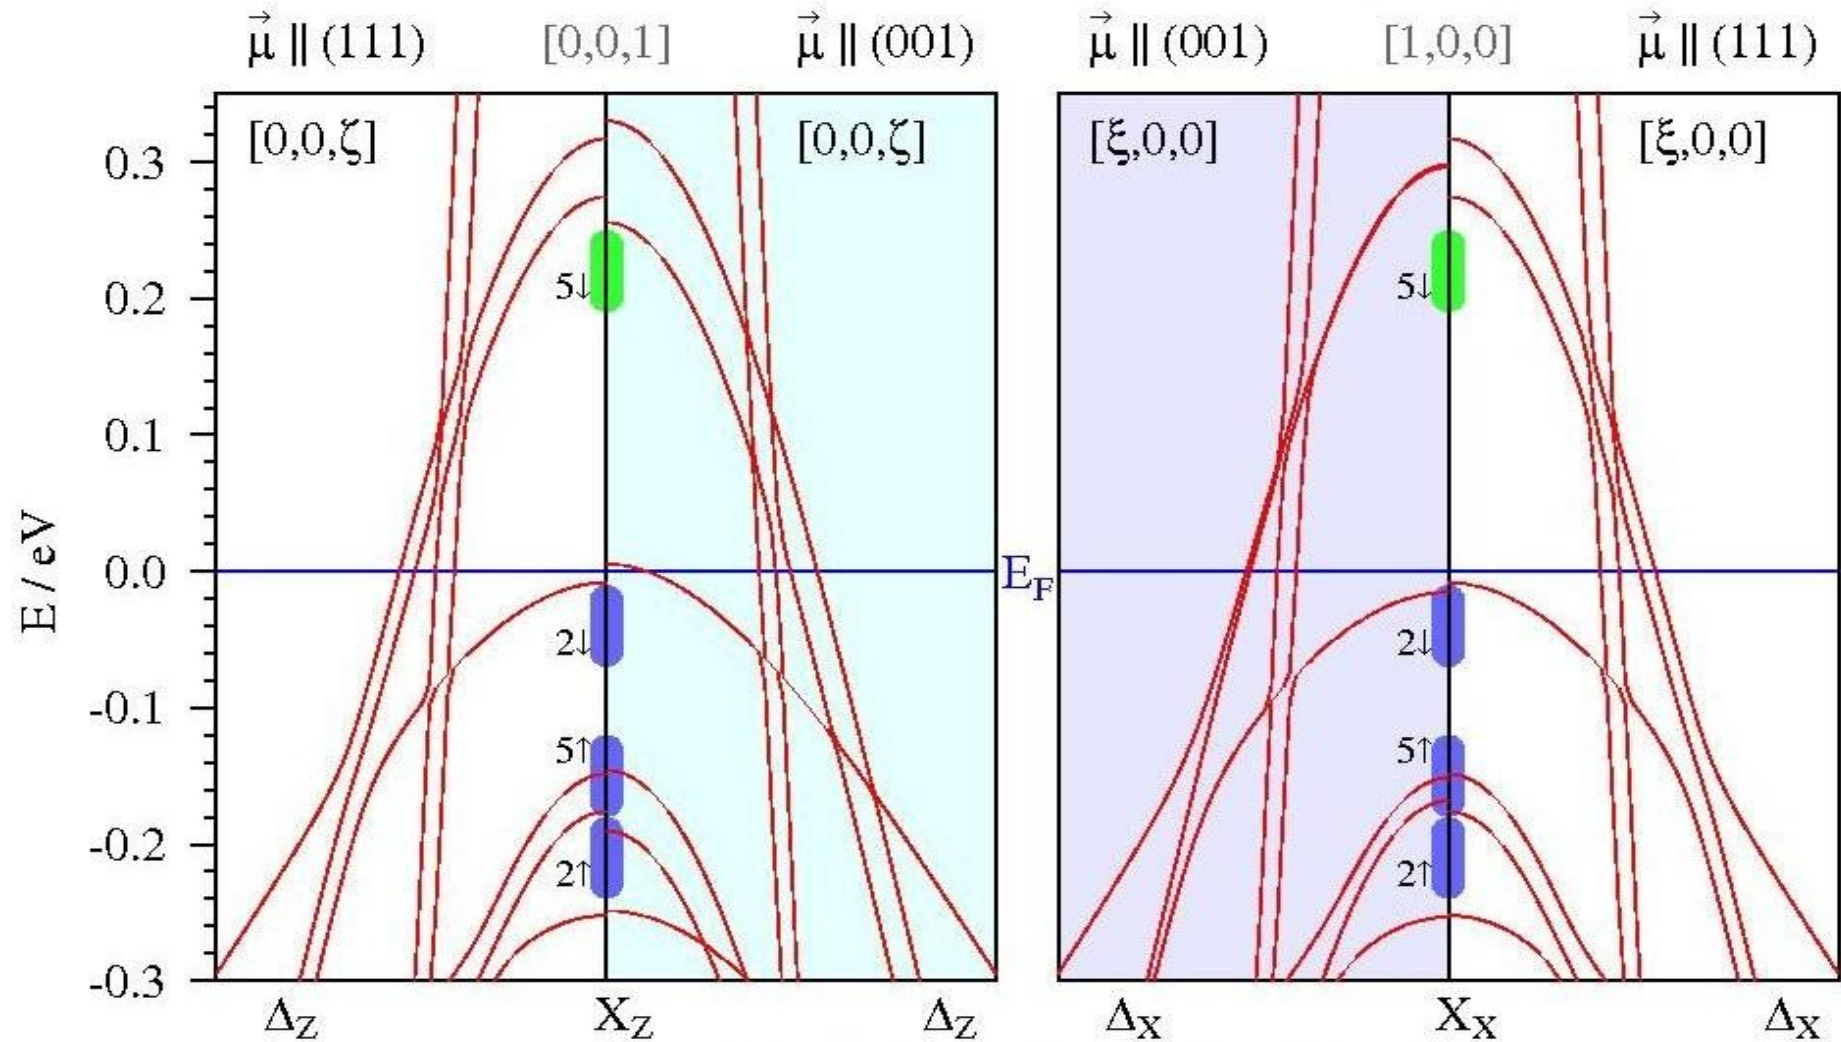 μ⃗ ∥ (111) [0,0,1] μ⃗ ∥ (001) μ⃗ ∥ (001) [1,0,0] μ⃗ ∥ (111)
[0,0,ζ] [0,0,ζ] [ξ,0,0] [ξ,0,0]
0.3
5↓ 5↓
0.2
0.1
E / eV
0.0 E_F
2↓ 2↓
-0.1
5↑ 5↑
-0.2
2↑ 2↑
-0.3
Δ_Z X_Z Δ_Z Δ_X X_X Δ_X